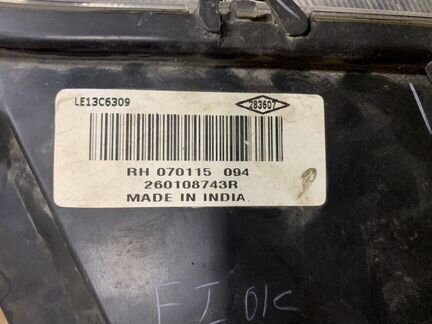 LE13C6309
283607
RH 070115 094
260108743R
MADE IN INDIA